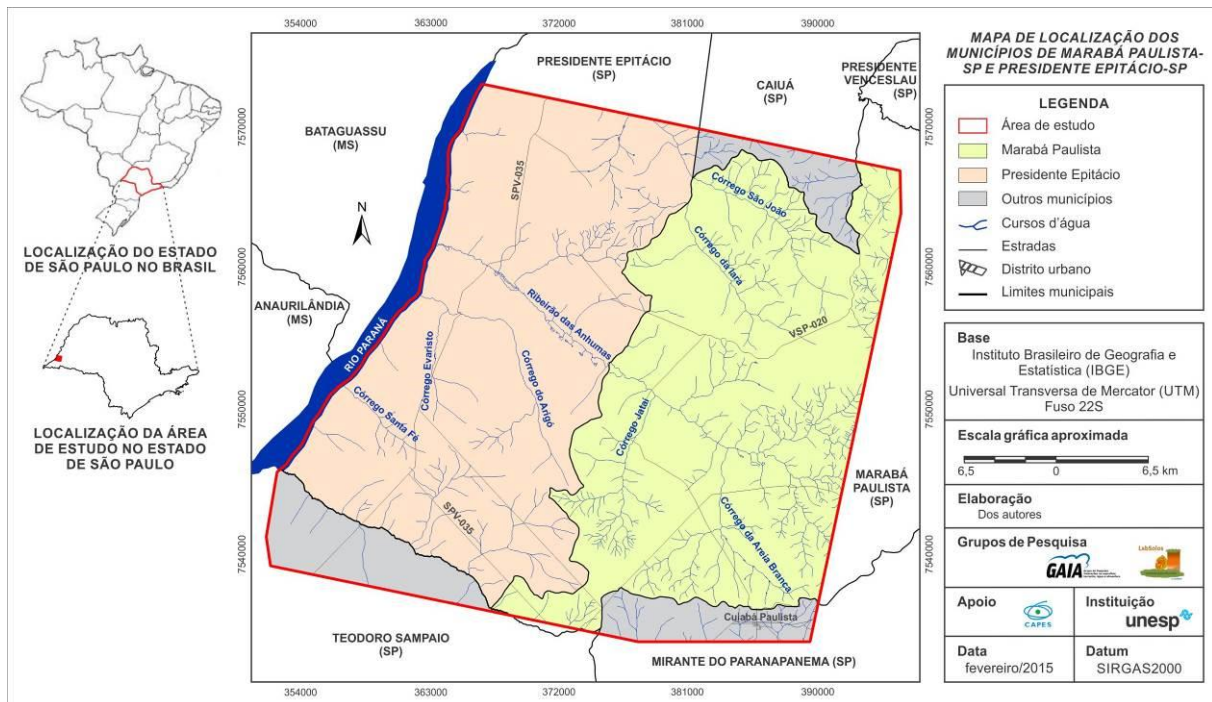 354000
363000
372000
381000
390000
LOCALIZAÇÃO DO ESTADO
DE SÃO PAULO NO BRASIL
LOCALIZAÇÃO DA ÁREA
DE ESTUDO NO ESTADO
DE SÃO PAULO
PRESIDENTE EPITÁCIO
(SP)
CAIUÁ
(SP)
PRESIDENTE
VENCESLAU
(SP)
BATAGUASSU
(MS)
N
ANAURILÂNDIA
(MS)
RIO PARANÁ
SPV-035
Córrego São João
Córrego da Iara
Ribeirão das Anhumas
VSP-020
Córrego Evaristo
Córrego do Arigó
Córrego Santa Fé
Córrego Jataí
SPV-035
Córrego da Areia Branca
MARABÁ
PAULISTA
(SP)
Cuiabá Paulista
TEODORO SAMPAIO
(SP)
MIRANTE DO PARANAPANEMA (SP)
7570000
7560000
7550000
7540000
7570000
7560000
7550000
7540000
354000
363000
372000
381000
390000
MAPA DE LOCALIZAÇÃO DOS
MUNICÍPIOS DE MARABÁ PAULISTA-
SP E PRESIDENTE EPITÁCIO-SP
LEGENDA
Área de estudo
Marabá Paulista
Presidente Epitácio
Outros municípios
Cursos d'água
Estradas
Distrito urbano
Limites municipais
Base
Instituto Brasileiro de Geografia e
Estatística (IBGE)
Universal Transversa de Mercator (UTM)
Fuso 22S
Escala gráfica aproximada
6,5
0
6,5 km
Elaboração
Dos autores
Grupos de Pesquisa
GAIA
LabSolos
Apoio
CAPES
Instituição
unesp
Data
fevereiro/2015
Datum
SIRGAS2000